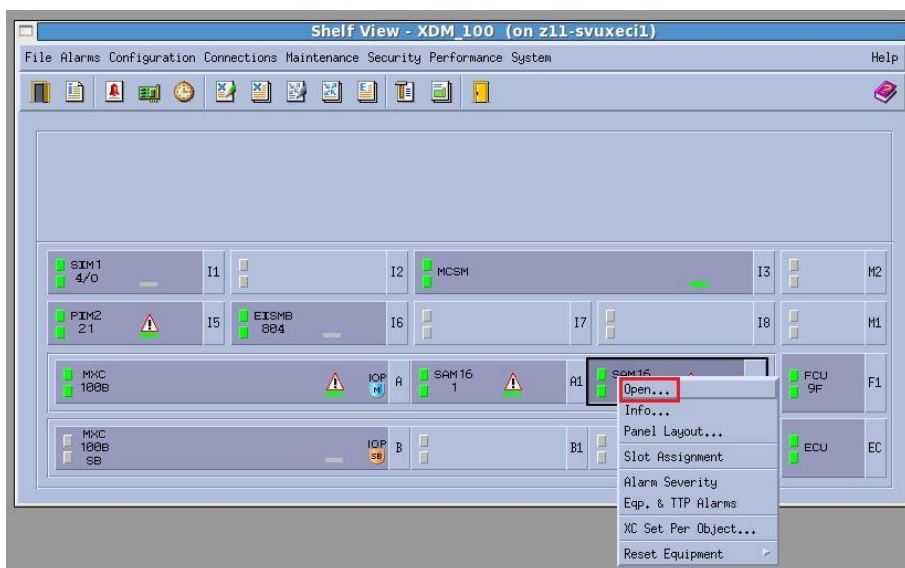 Shelf View - XDM_100 (on z11-svuxeci1)
File Alarms Configuration Connections Maintenance Security Performance System Help
SIM1 4/O I1 I2 MCSM I3 M2
PIM2 21 I5 EISMB 804 I6 I7 I8 M1
MXC 100B IOP M A SAM16 1 A1 SAM16 FCU 9F F1
MXC 100B SB IOP SB B B1 ECU EC
Open...
Info...
Panel Layout...
Slot Assignment
Alarm Severity
Eqp. & TTP Alarms
XC Set Per Object...
Reset Equipment